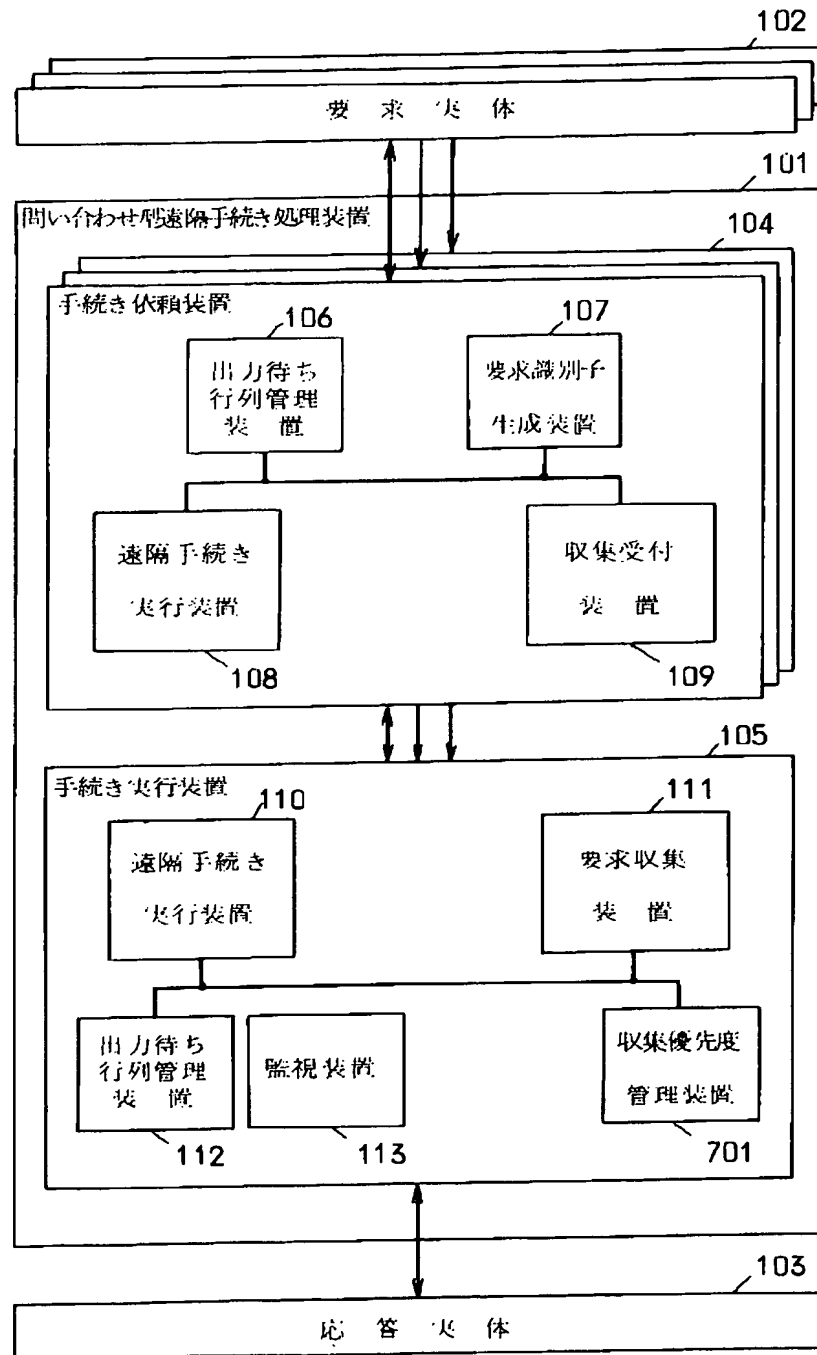 102
要求実体
101
問い合わせ型遠隔手続き処理装置
104
手続き依頼装置
106
107
出力待ち
行列管理
装置
要求識別子
生成装置
遠隔手続き
実行装置
収集受付
装置
108
109
105
手続き実行装置
110
111
遠隔手続き
実行装置
要求収集
装置
出力待ち
行列管理
装置
監視装置
収集優先度
管理装置
112
113
701
103
応答実体